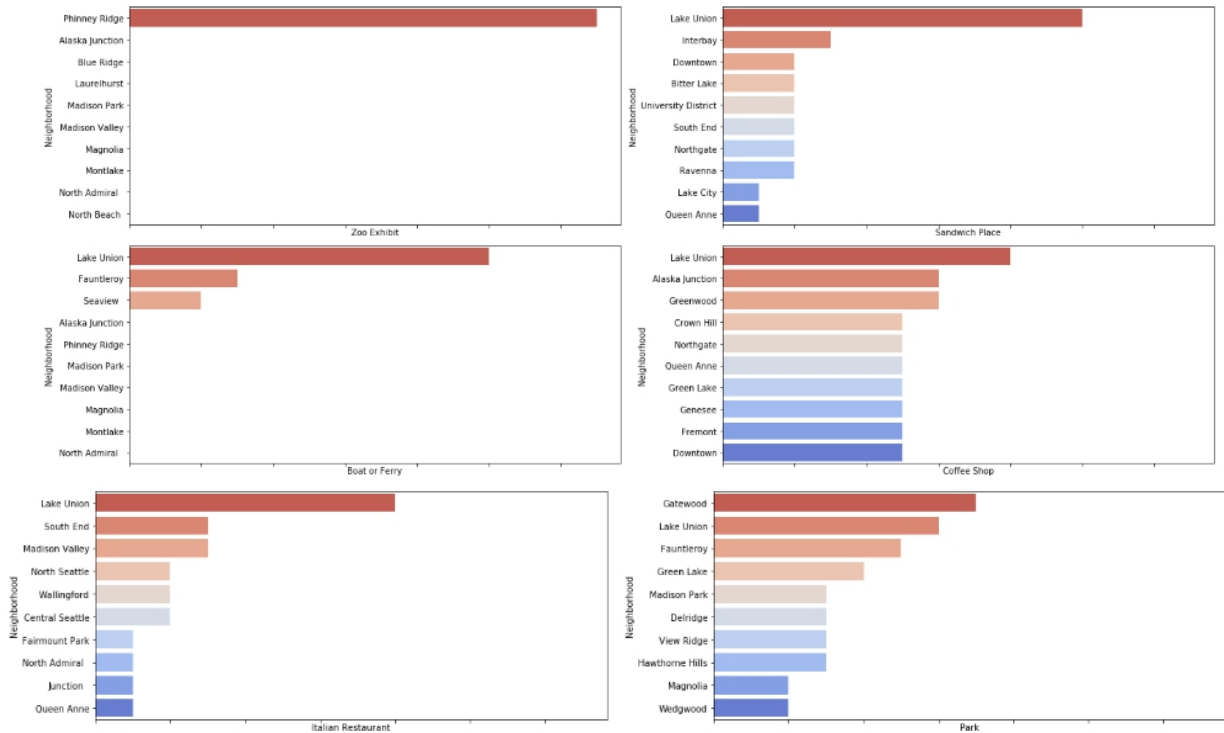 Phinney Ridge
Alaska Junction
Blue Ridge
Laurelhurst
Madison Park
Madison Valley
Magnolia
Montlake
North Admiral
North Beach
Neighborhood
Zoo Exhibit
Lake Union
Interbay
Downtown
Bitter Lake
University District
South End
Northgate
Ravenna
Lake City
Queen Anne
Neighborhood
Sandwich Place
Lake Union
Fauntleroy
Seaview
Alaska Junction
Phinney Ridge
Madison Park
Madison Valley
Magnolia
Montlake
North Admiral
Neighborhood
Boat or Ferry
Lake Union
Alaska Junction
Greenwood
Crown Hill
Northgate
Queen Anne
Green Lake
Genesee
Fremont
Downtown
Neighborhood
Coffee Shop
Lake Union
South End
Madison Valley
North Seattle
Wallingford
Central Seattle
Fairmount Park
North Admiral
Junction
Queen Anne
Neighborhood
Italian Restaurant
Gatewood
Lake Union
Fauntleroy
Green Lake
Madison Park
Delridge
View Ridge
Hawthorne Hills
Magnolia
Wedgwood
Neighborhood
Park